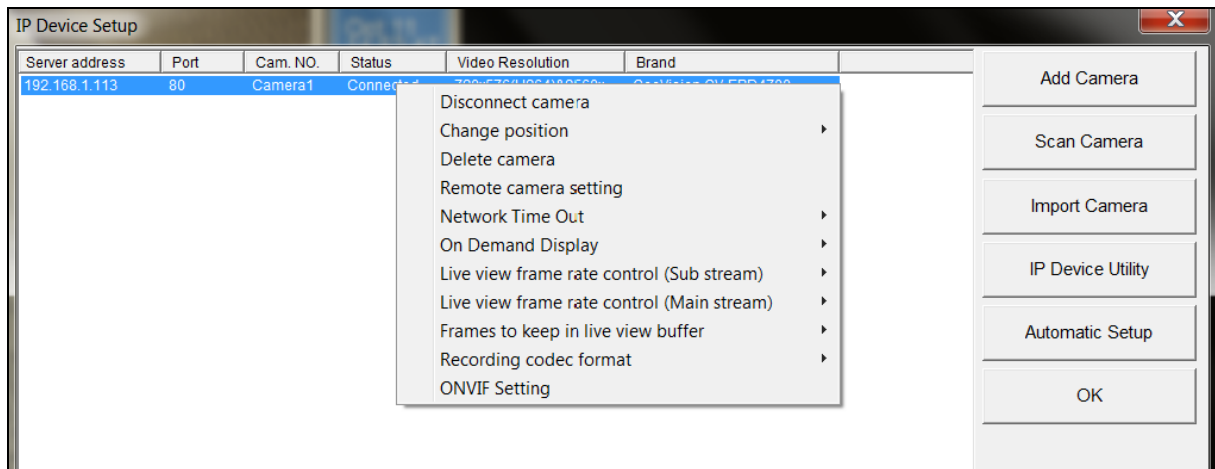 IP Device Setup
Server address Port Cam. NO. Status Video Resolution Brand
192.168.1.113 80 Camera1
Disconnect camera
Change position
Delete camera
Remote camera setting
Network Time Out
On Demand Display
Live view frame rate control (Sub stream)
Live view frame rate control (Main stream)
Frames to keep in live view buffer
Recording codec format
ONVIF Setting
Add Camera
Scan Camera
Import Camera
IP Device Utility
Automatic Setup
OK